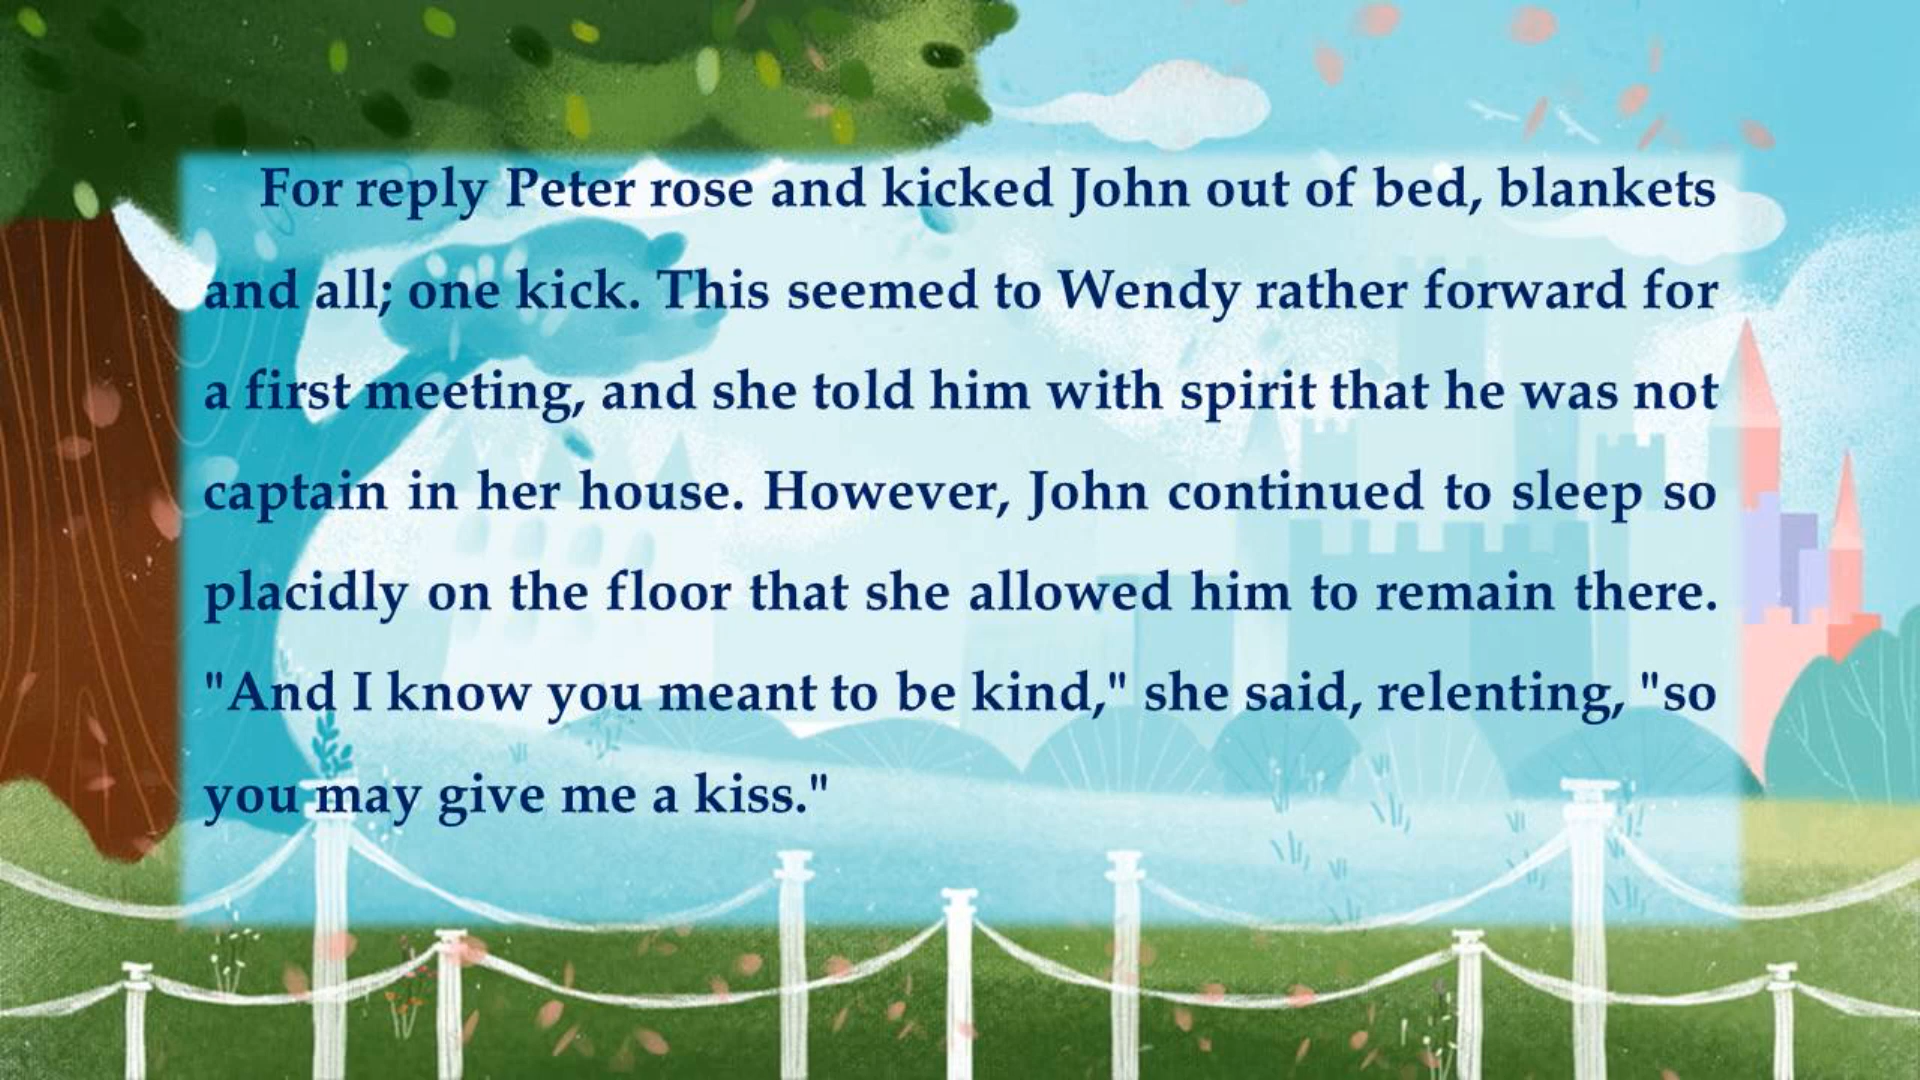 For reply Peter rose and kicked John out of bed, blankets
and all; one kick. This seemed to Wendy rather forward for
a first meeting, and she told him with spirit that he was not
captain in her house. However, John continued to sleep so
placidly on the floor that she allowed him to remain there.
"And I know you meant to be kind," she said, relenting, "so
you may give me a kiss."